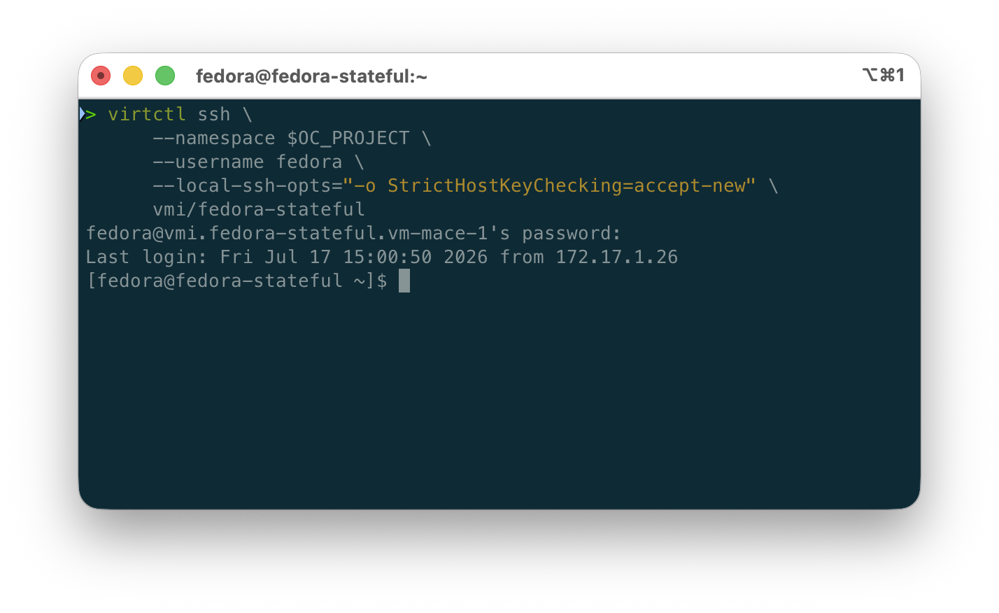 fedora@fedora-stateful:~
⌥⌘1
> virtctl ssh \
--namespace $OC_PROJECT \
--username fedora \
--local-ssh-opts="-o StrictHostKeyChecking=accept-new" \
vmi/fedora-stateful
fedora@vmi.fedora-stateful.vm-mace-1's password:
Last login: Fri Jul 17 15:00:50 2026 from 172.17.1.26
[fedora@fedora-stateful ~]$